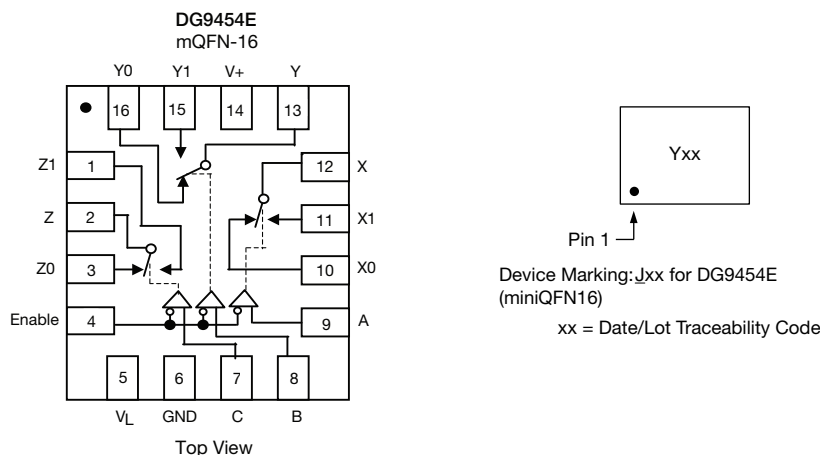 DG9454E
mQFN-16
Y0 Y1 V+ Y
16 15 14 13
Z1 1 12 X
Z 2 11 X1
Z0 3 10 X0
Enable 4 9 A
5 6 7 8
VL GND C B
Top View
Yxx
Pin 1
Device Marking: Jxx for DG9454E
(miniQFN16)
xx = Date/Lot Traceability Code